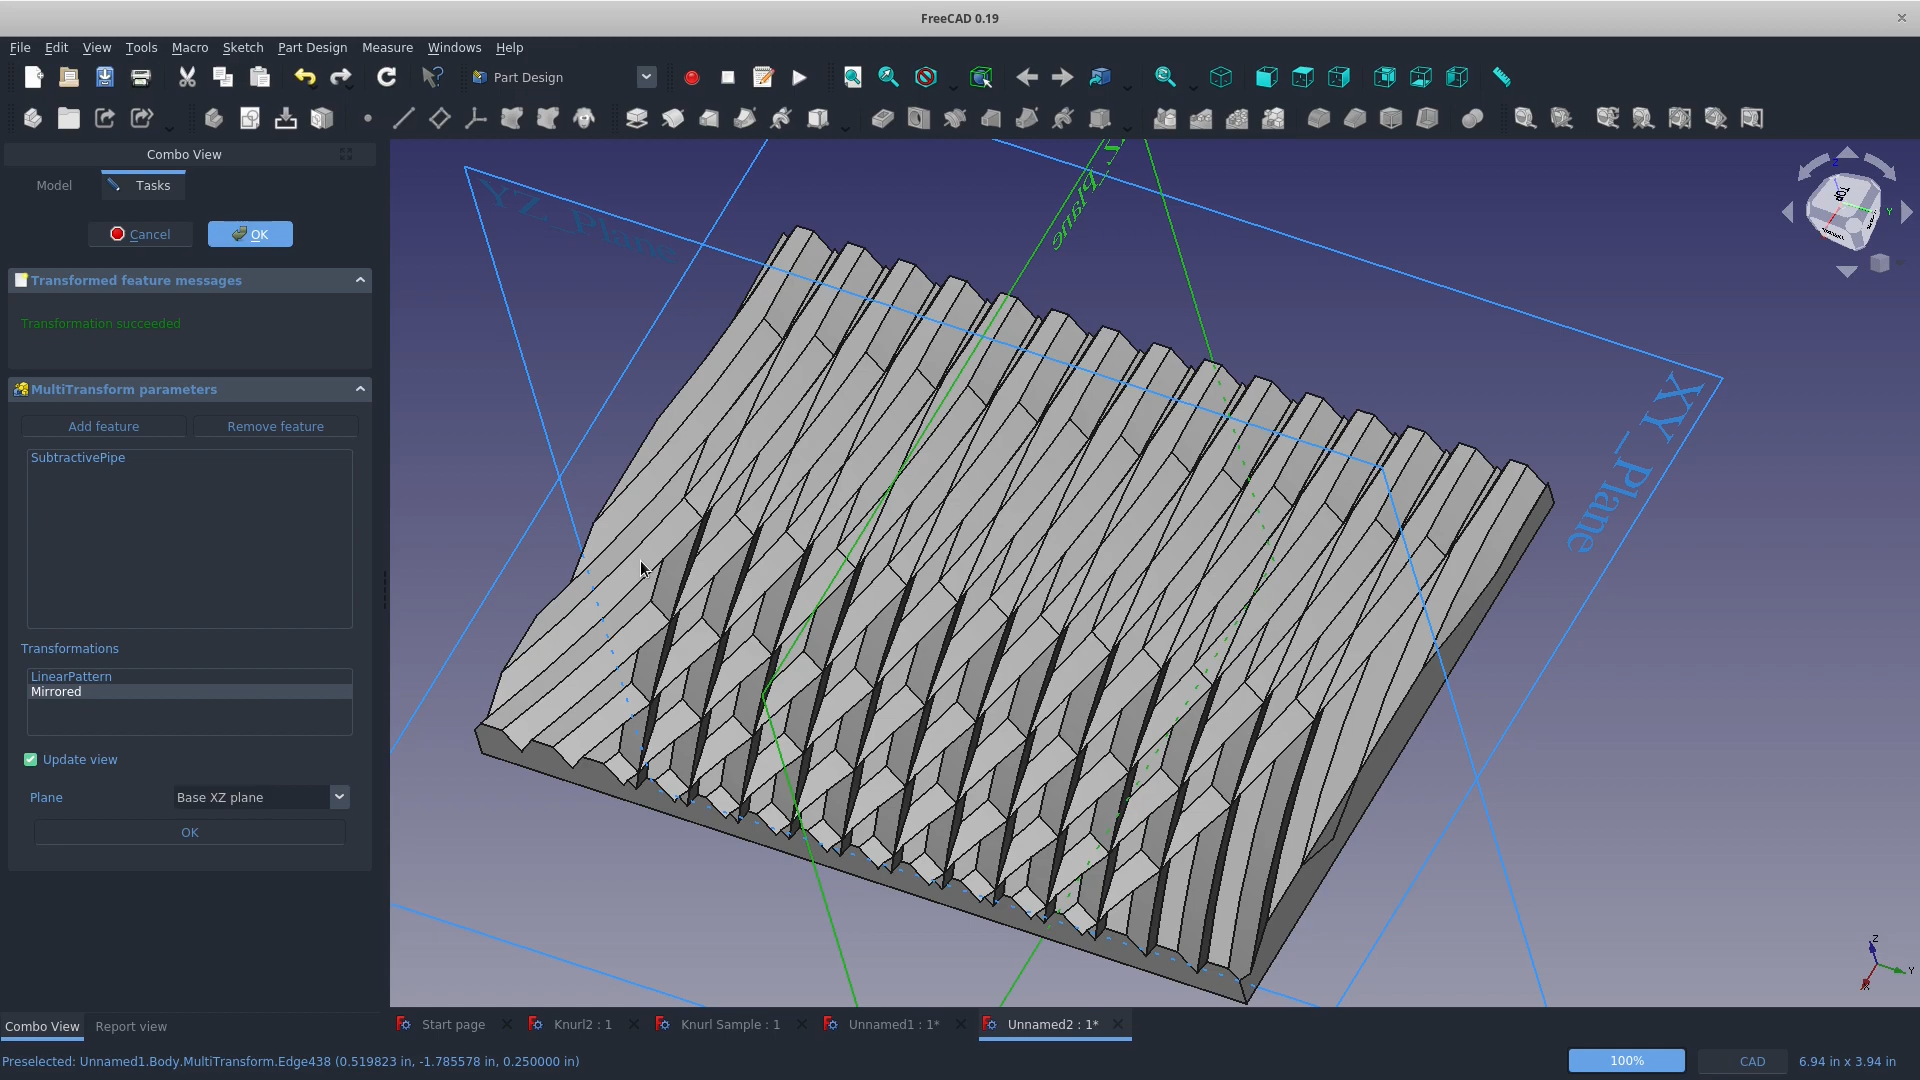 FreeCAD 0.19
File Edit View Tools Macro Sketch Part Design Measure Windows Help
Part Design
Combo View
Model Tasks
Cancel OK
Transformed feature messages
Transformation succeeded
MultiTransform parameters
Add feature Remove feature
SubtractivePipe
Transformations
LinearPattern
Mirrored
Update view
Plane Base XZ plane
OK
YZ_Plane
Plane
XY_Plane
TOP
Z
Y
Z
Y
Combo View Report view
Start page Knurl2 : 1 Knurl Sample : 1 Unnamed1 : 1* Unnamed2 : 1*
Preselected: Unnamed1.Body.MultiTransform.Edge438 (0.519823 in, -1.785578 in, 0.250000 in)
100% CAD 6.94 in x 3.94 in